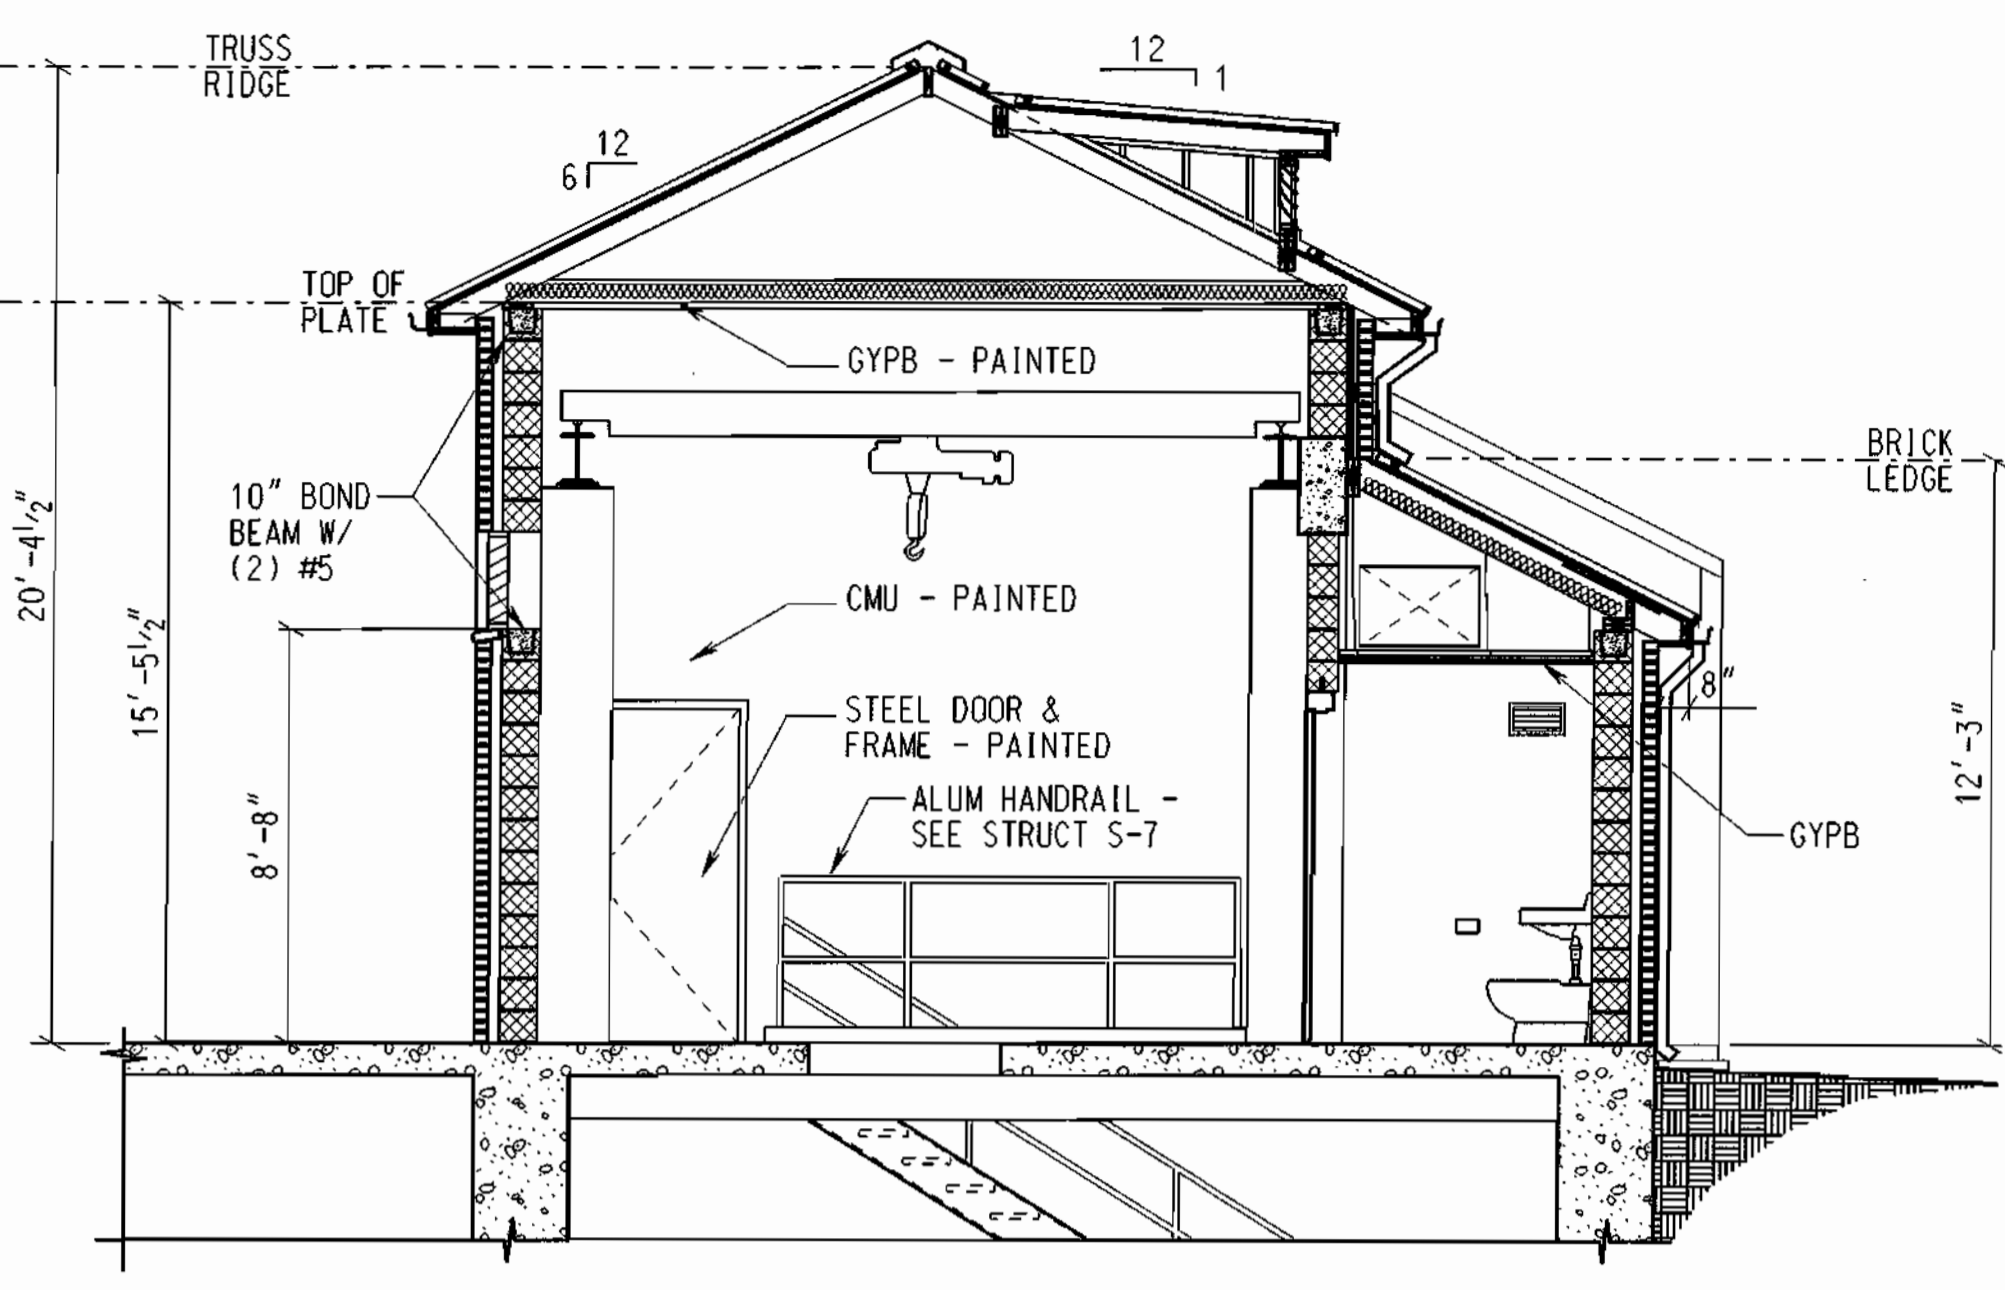 TRUSS
RIDGE
12
1
12
6
TOP OF
PLATE
GYPB - PAINTED
BRICK
LEDGE
10" BOND
BEAM W/
(2) #5
20'-4 1/2"
15'-5 1/2"
CMU - PAINTED
8"
STEEL DOOR &
FRAME - PAINTED
12'-3"
8'-8"
ALUM HANDRAIL -
SEE STRUCT S-7
GYPB